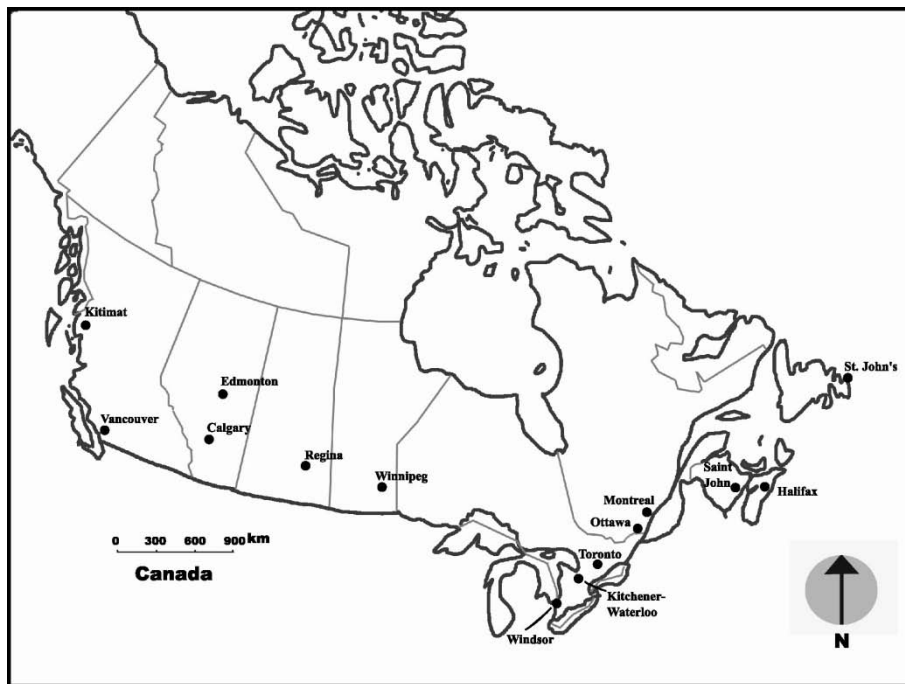 Kitimat
Edmonton
Vancouver
Calgary
Regina
Winnipeg
St. John's
Saint
John
Halifax
Montreal
Ottawa
Toronto
Kitchener-
Waterloo
Windsor
0 300 600 900 km
Canada
N